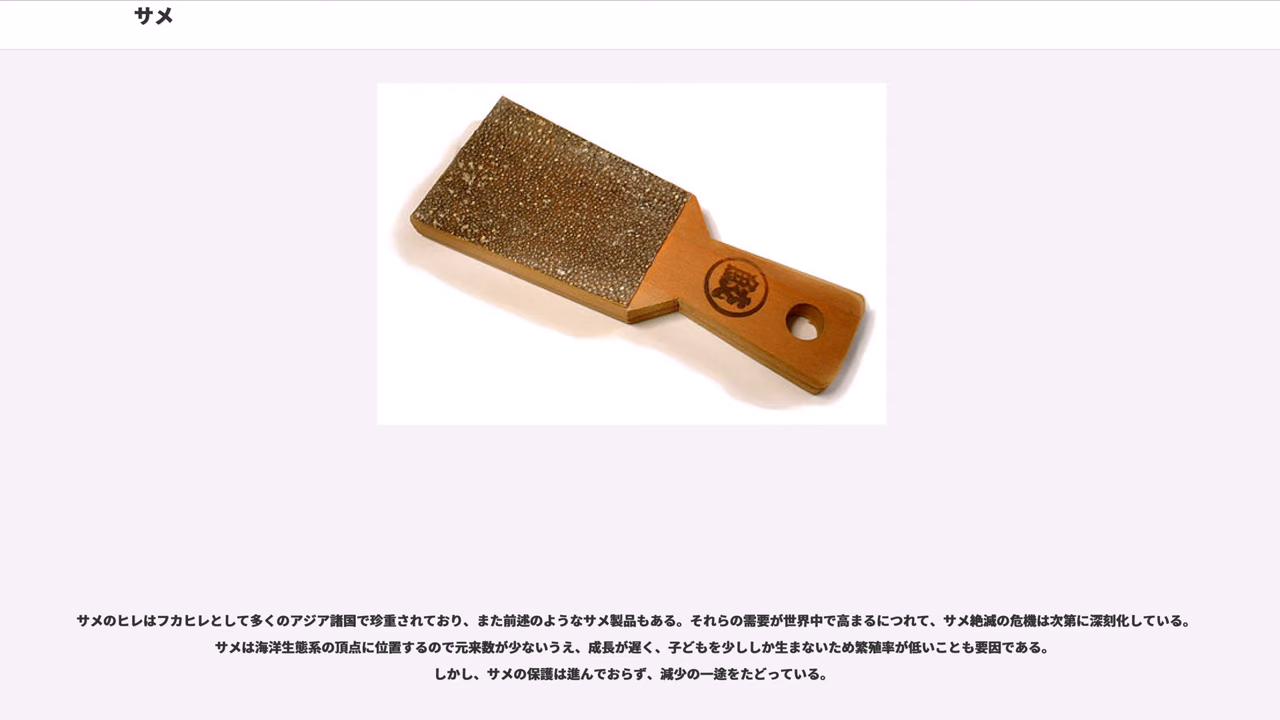 サメ
サメのヒレはフカヒレとして多くのアジア諸国で珍重されており、また前述のようなサメ製品もある。それらの需要が世界中で高まるにつれて、サメ絶滅の危機は次第に深刻化している。
サメは海洋生態系の頂点に位置するので元来数が少ないうえ、成長が遅く、子どもを少ししか生まないため繁殖率が低いことも要因である。
しかし、サメの保護は進んでおらず、減少の一途をたどっている。